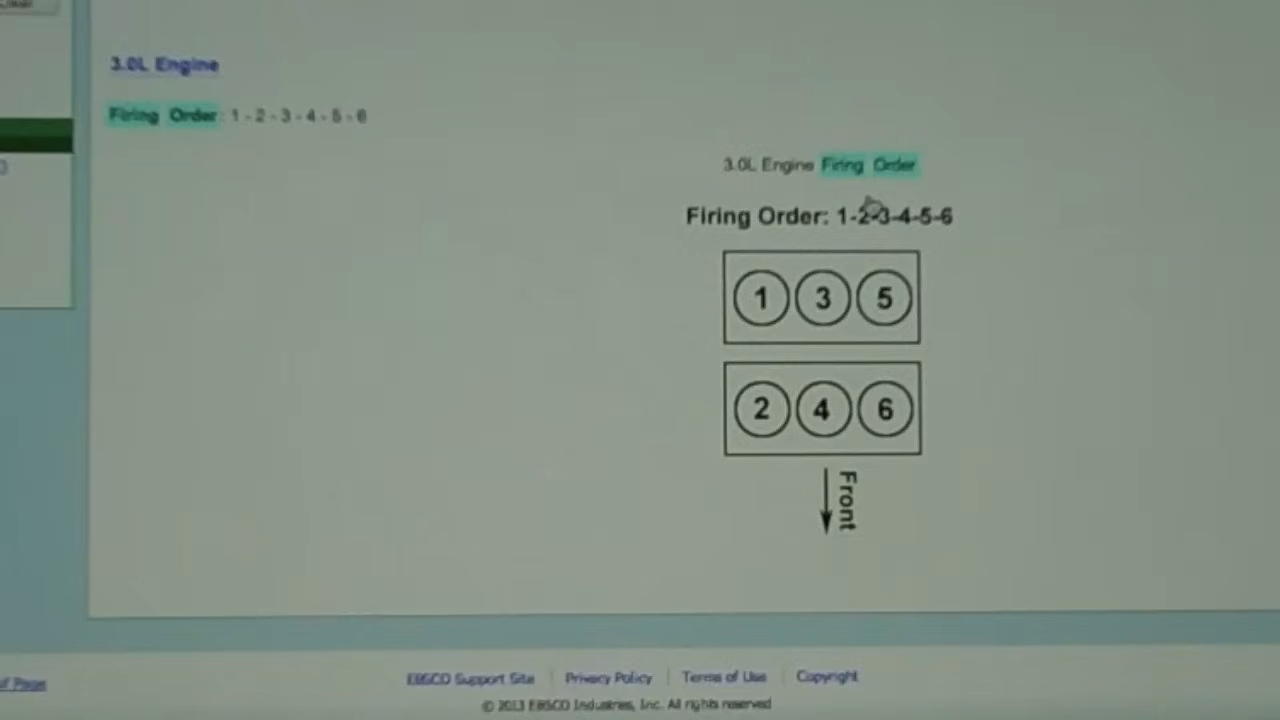 3.0L Engine
Firing Order: 1 - 2 - 3 - 4 - 5 - 6
3.0L Engine Firing Order
Firing Order: 1-2-3-4-5-6
1 3 5
2 4 6
Front
of Page
EBSCO Support Site Privacy Policy Terms of Use Copyright
© 2013 EBSCO Industries, Inc. All rights reserved